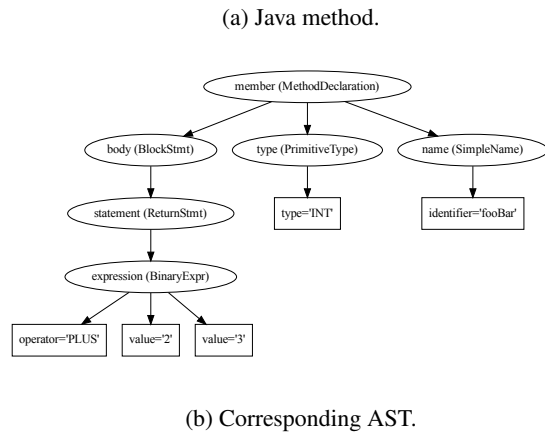 (a) Java method.
member (MethodDeclaration)
body (BlockStmt) type (PrimitiveType) name (SimpleName)
statement (ReturnStmt) type='INT' identifier='fooBar'
expression (BinaryExpr)
operator='PLUS' value='2' value='3'
(b) Corresponding AST.